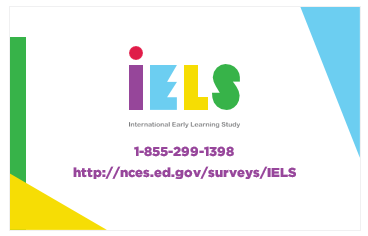 iELS
International Early Learning Study
1-855-299-1398
http://nces.ed.gov/surveys/IELS